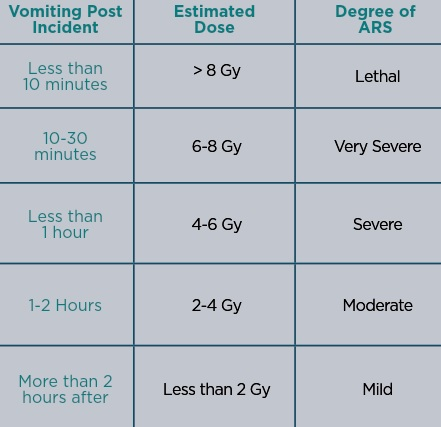 Vomiting Post Incident
Estimated Dose
Degree of ARS
Less than 10 minutes
> 8 Gy
Lethal
10-30 minutes
6-8 Gy
Very Severe
Less than 1 hour
4-6 Gy
Severe
1-2 Hours
2-4 Gy
Moderate
More than 2 hours after
Less than 2 Gy
Mild